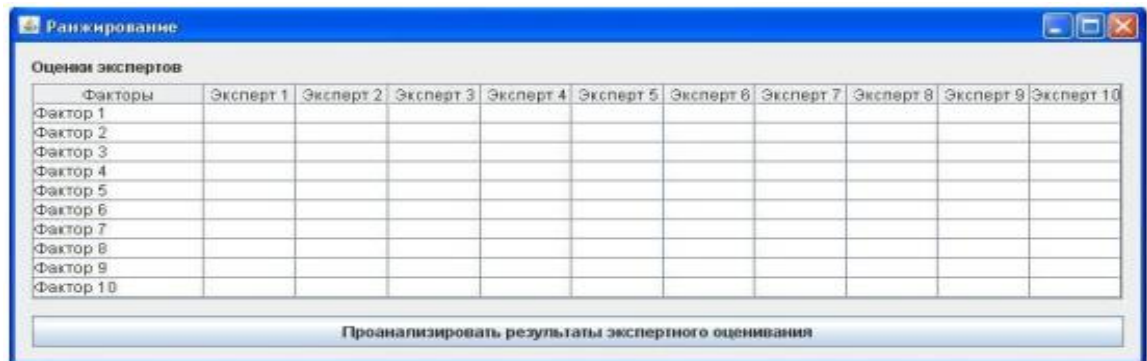 Ранжирование
Оценки экспертов
Факторы Эксперт 1 Эксперт 2 Эксперт 3 Эксперт 4 Эксперт 5 Эксперт 6 Эксперт 7 Эксперт 8 Эксперт 9 Эксперт 10
Фактор 1
Фактор 2
Фактор 3
Фактор 4
Фактор 5
Фактор 6
Фактор 7
Фактор 8
Фактор 9
Фактор 10
Проанализировать результаты экспертного оценивания